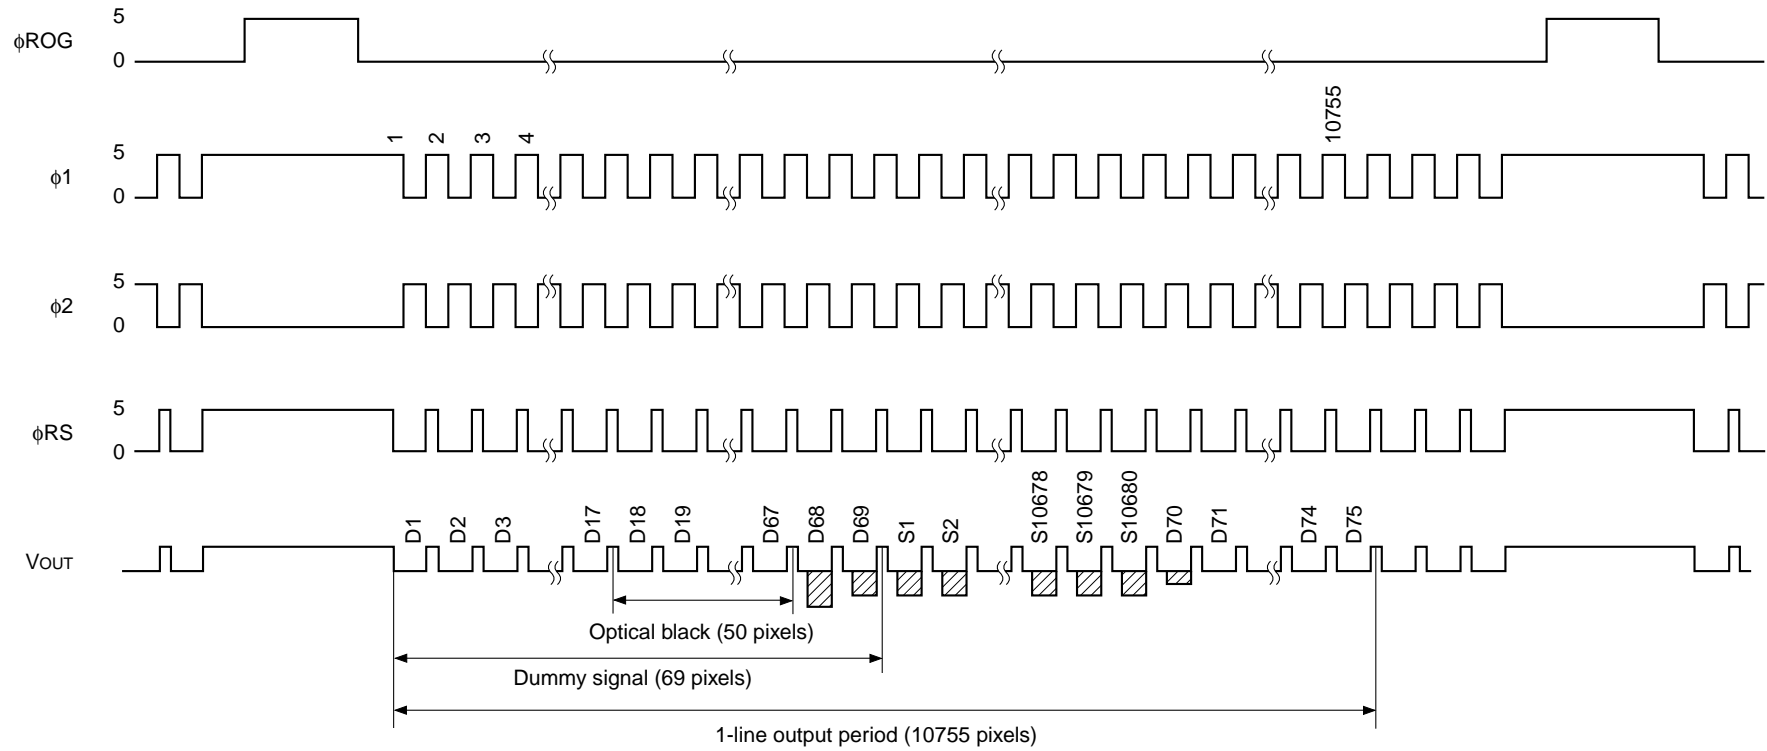 5
ϕROG
0
10755
1 2 3 4
5
ϕ1
0
5
ϕ2
0
5
ϕRS
0
D1 D2 D3 D17 D18 D19 D67 D68 D69 S1 S2 S10678 S10679 S10680 D70 D71 D74 D75
VOUT
Optical black (50 pixels)
Dummy signal (69 pixels)
1-line output period (10755 pixels)